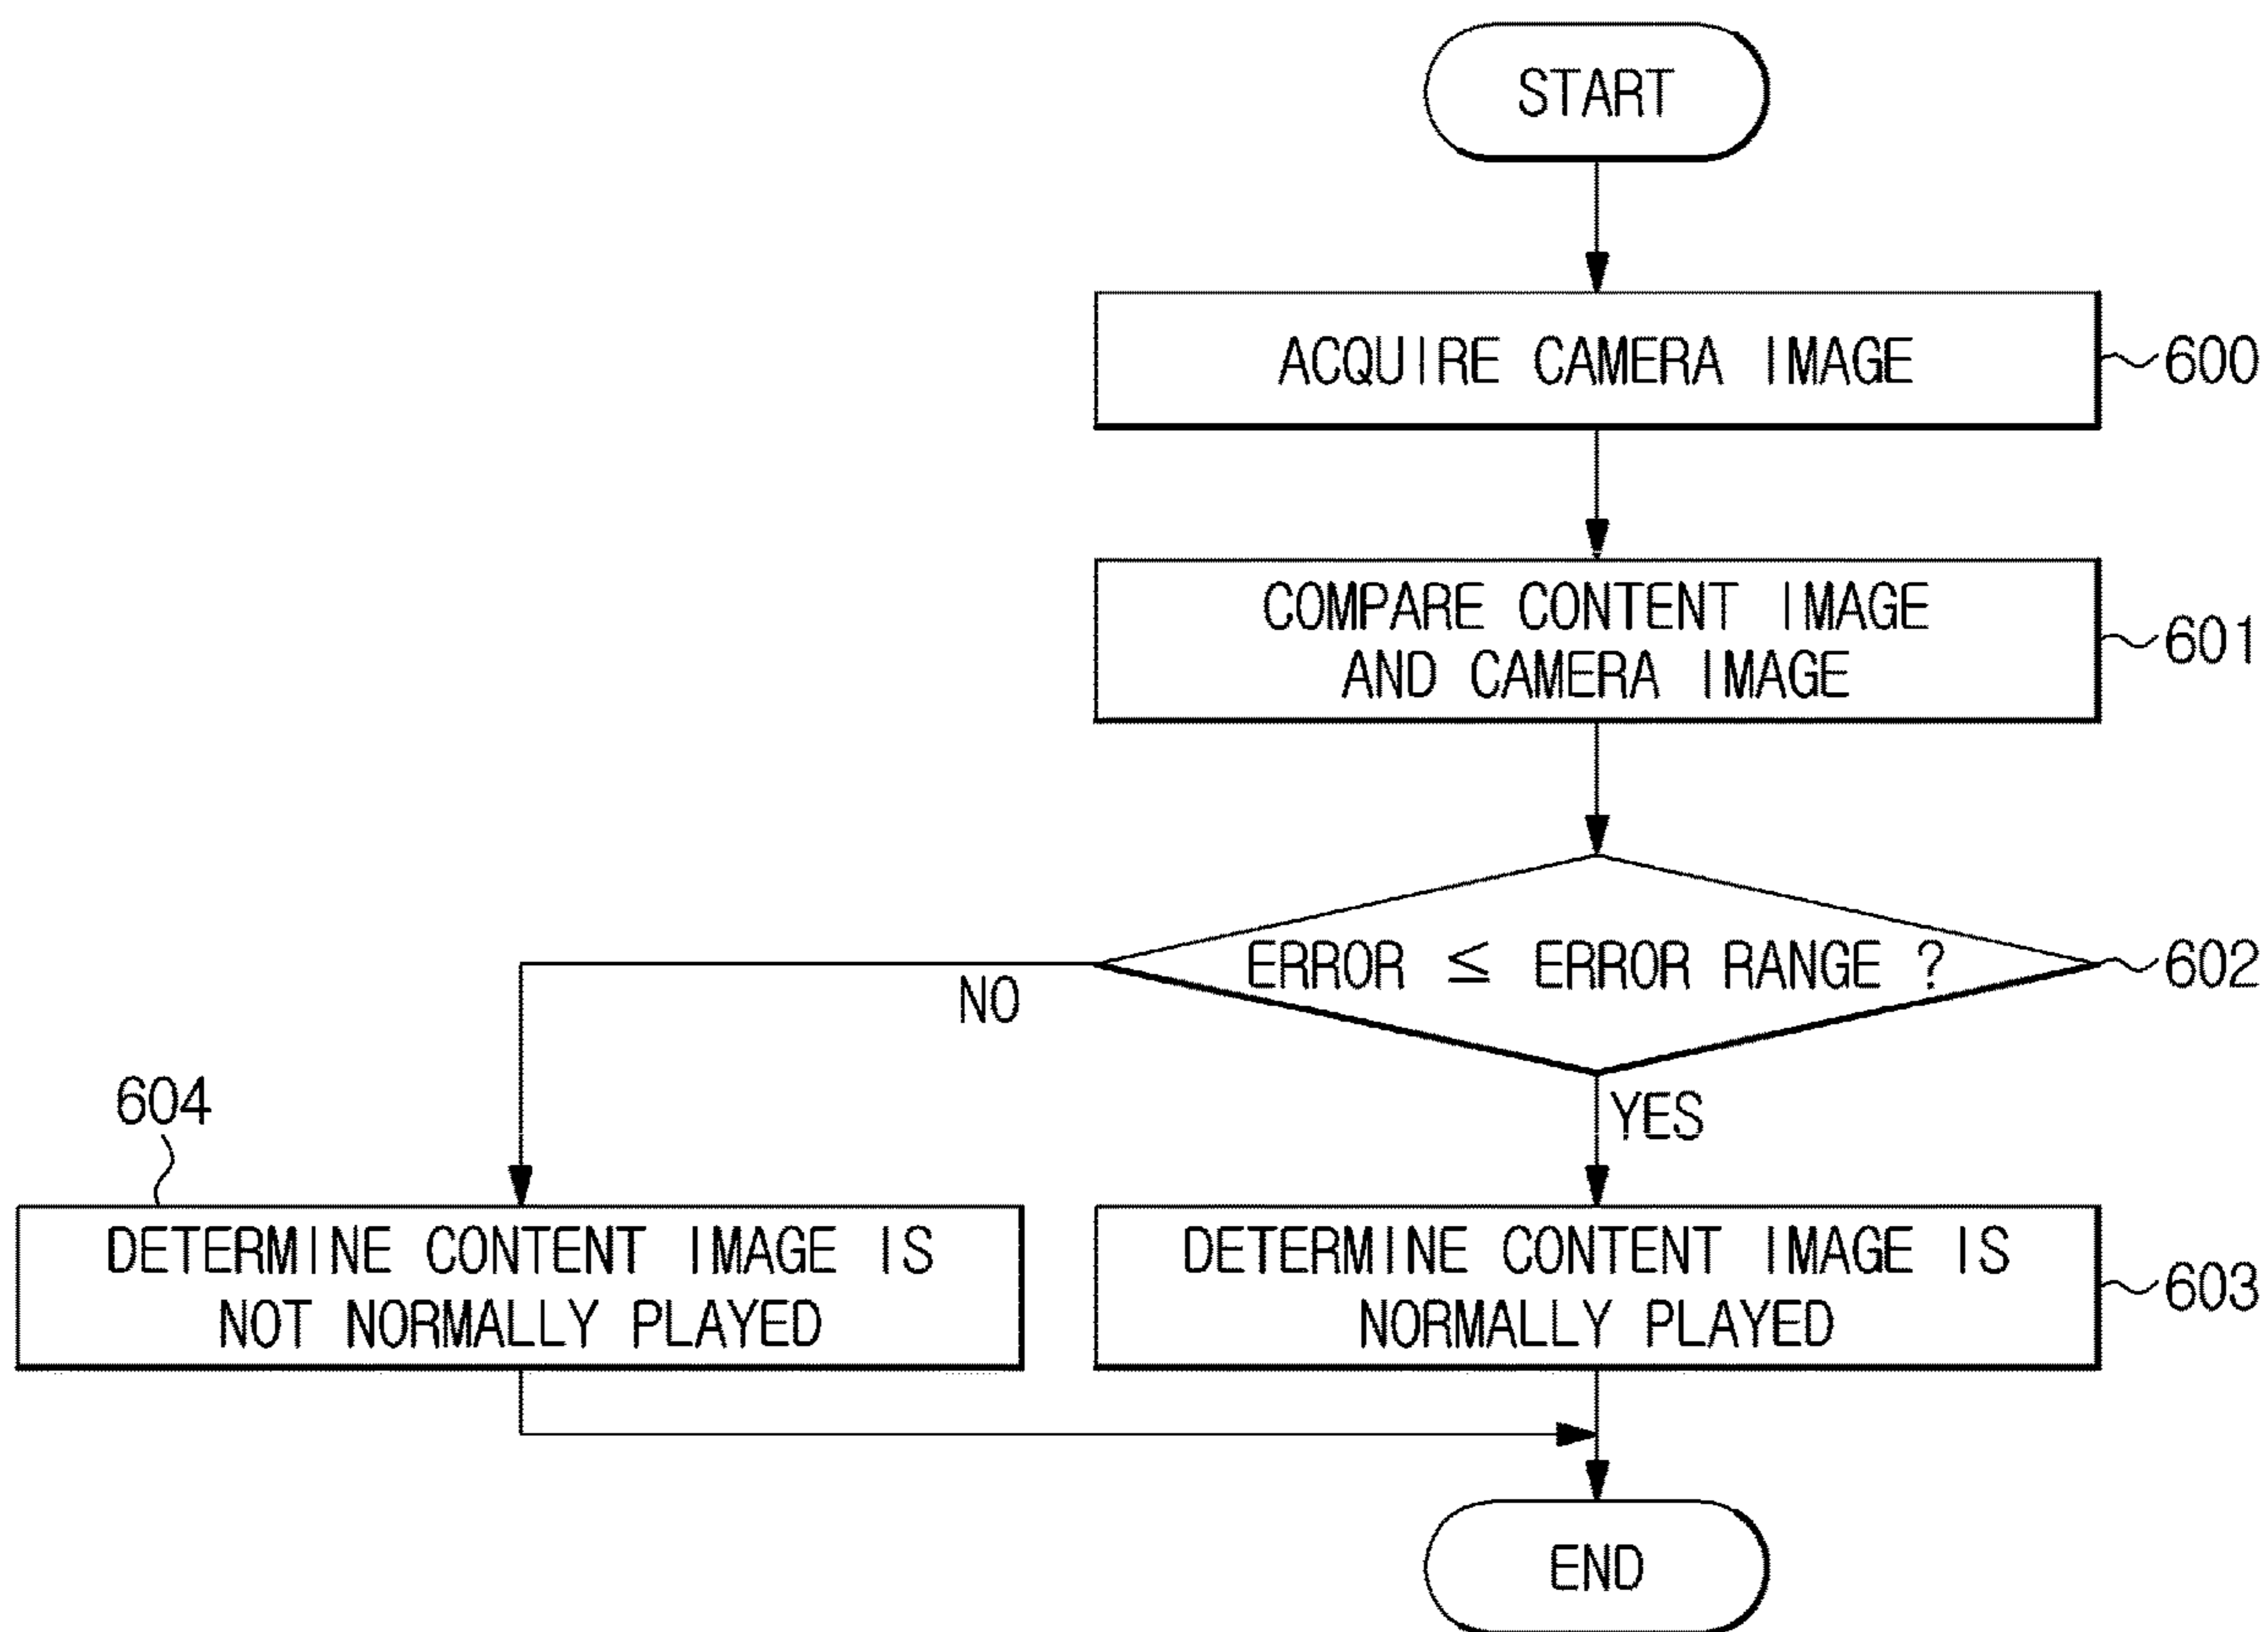 START
ACQUIRE CAMERA IMAGE
600
COMPARE CONTENT IMAGE
AND CAMERA IMAGE
601
ERROR ≤ ERROR RANGE ?
602
NO
YES
604
DETERMINE CONTENT IMAGE IS
NOT NORMALLY PLAYED
DETERMINE CONTENT IMAGE IS
NORMALLY PLAYED
603
END